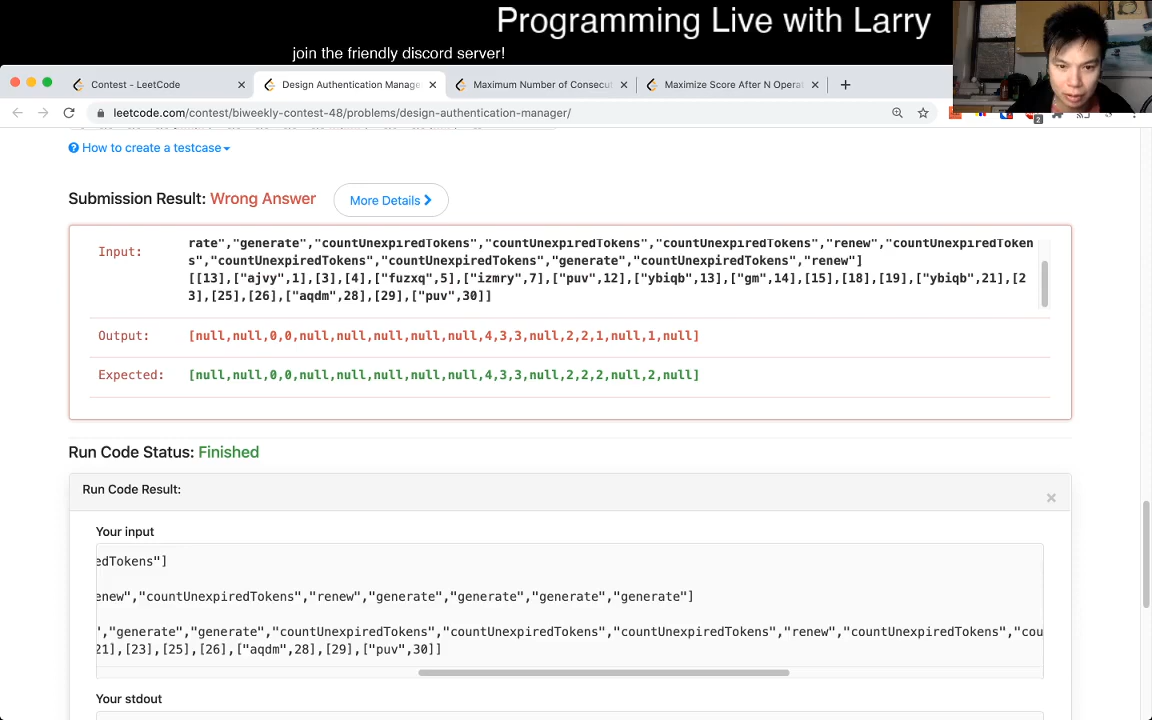 Programming Live with Larry
join the friendly discord server!
Contest - LeetCode
Design Authentication Manage
Maximum Number of Consecut
Maximize Score After N Opera
leetcode.com/contest/biweekly-contest-48/problems/design-authentication-manager/
2
How to create a testcase
Submission Result: Wrong Answer
More Details
Input:
rate","generate","countUnexpiredTokens","countUnexpiredTokens","countUnexpiredTokens","renew","countUnexpiredToken
s","countUnexpiredTokens","countUnexpiredTokens","generate","countUnexpiredTokens","renew"]
[[13],["ajvy",1],[3],[4],["fuzxq",5],["izmry",7],["puv",12],["ybiqb",13],["gm",14],[15],[18],[19],["ybiqb",21],[2
3],[25],[26],["aqdm",28],[29],["puv",30]]
Output:
[null,null,0,0,null,null,null,null,null,4,3,3,null,2,2,1,null,1,null]
Expected:
[null,null,0,0,null,null,null,null,null,4,3,3,null,2,2,2,null,2,null]
Run Code Status: Finished
Run Code Result:
Your input
edTokens"]
enew","countUnexpiredTokens","renew","generate","generate","generate","generate"]
","generate","generate","countUnexpiredTokens","countUnexpiredTokens","countUnexpiredTokens","renew","countUnexpiredTokens","cou
21],[23],[25],[26],["aqdm",28],[29],["puv",30]]
Your stdout